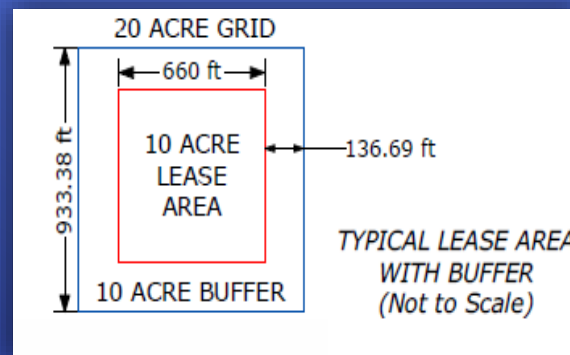 20 ACRE GRID
660 ft
933.38 ft
10 ACRE
LEASE
AREA
136.69 ft
TYPICAL LEASE AREA
WITH BUFFER
(Not to Scale)
10 ACRE BUFFER